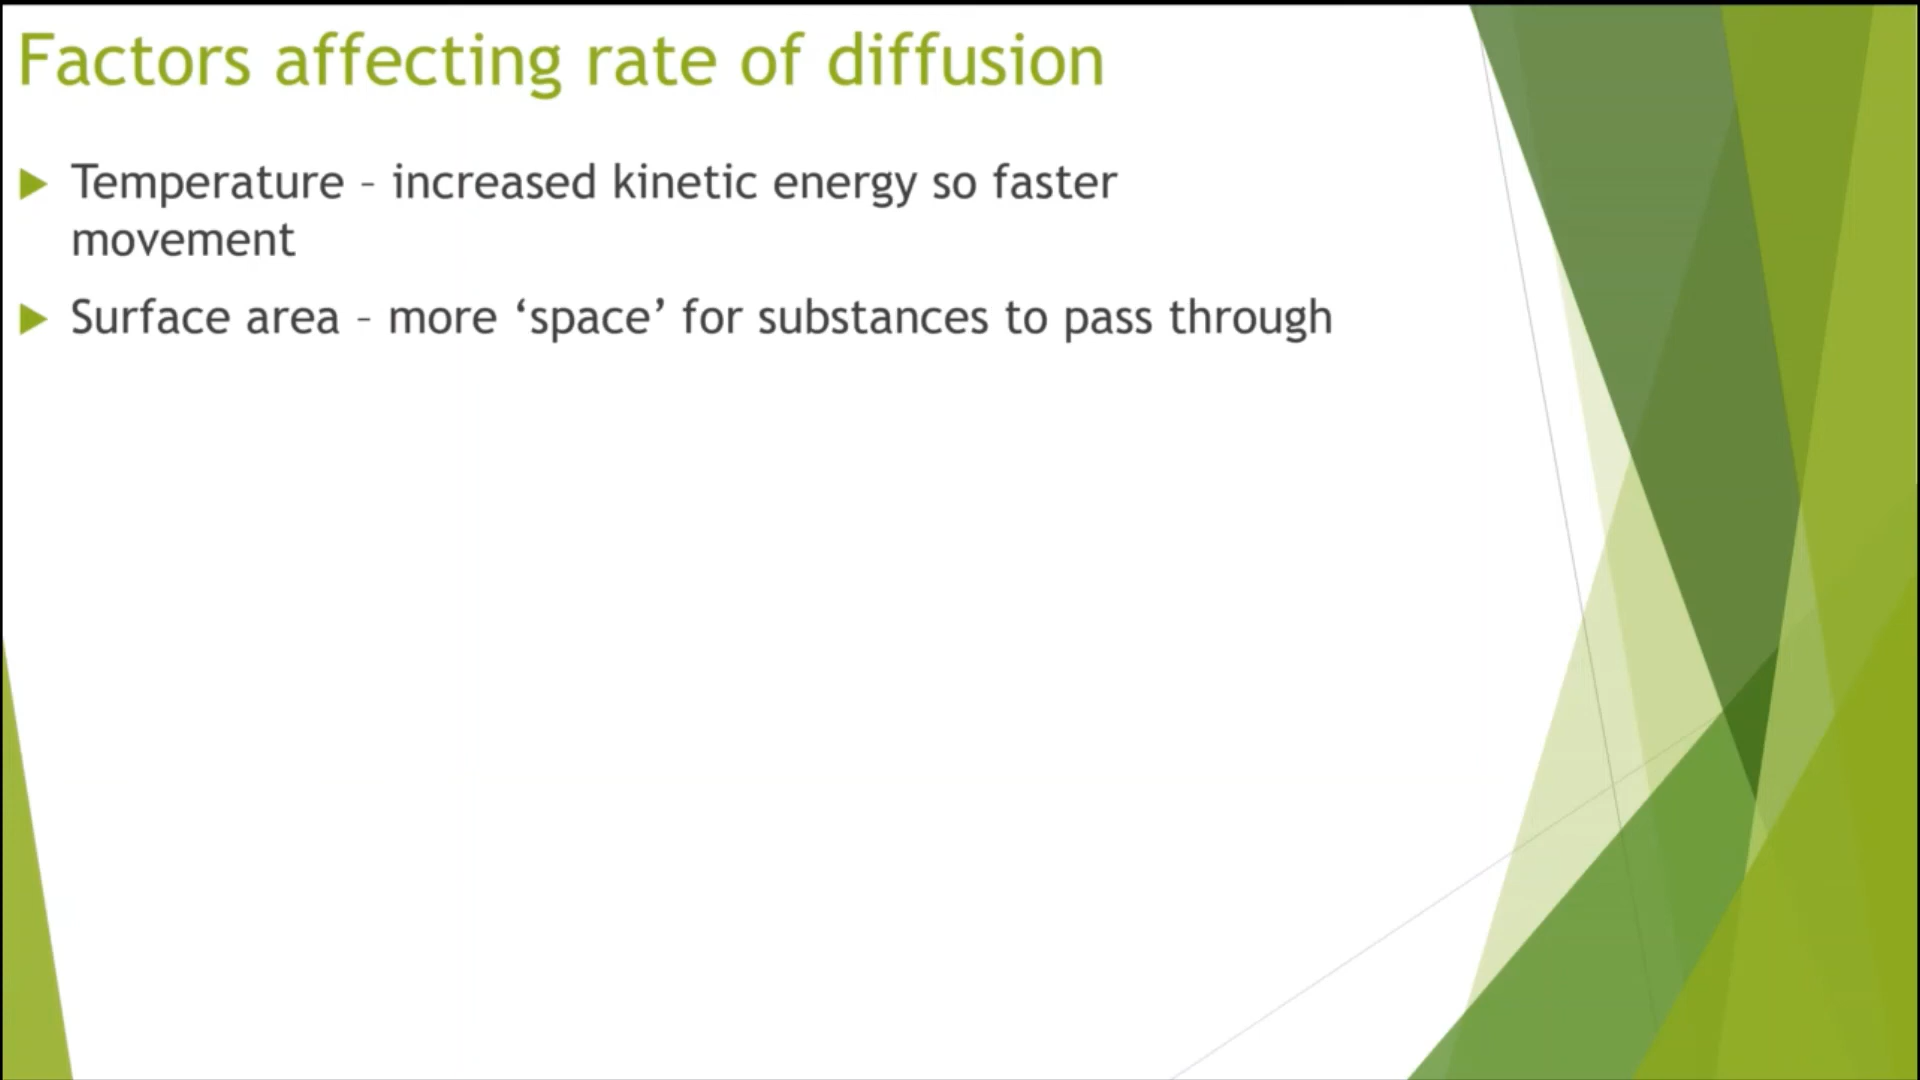 Factors affecting rate of diffusion
Temperature – increased kinetic energy so faster
movement
Surface area – more ‘space’ for substances to pass through